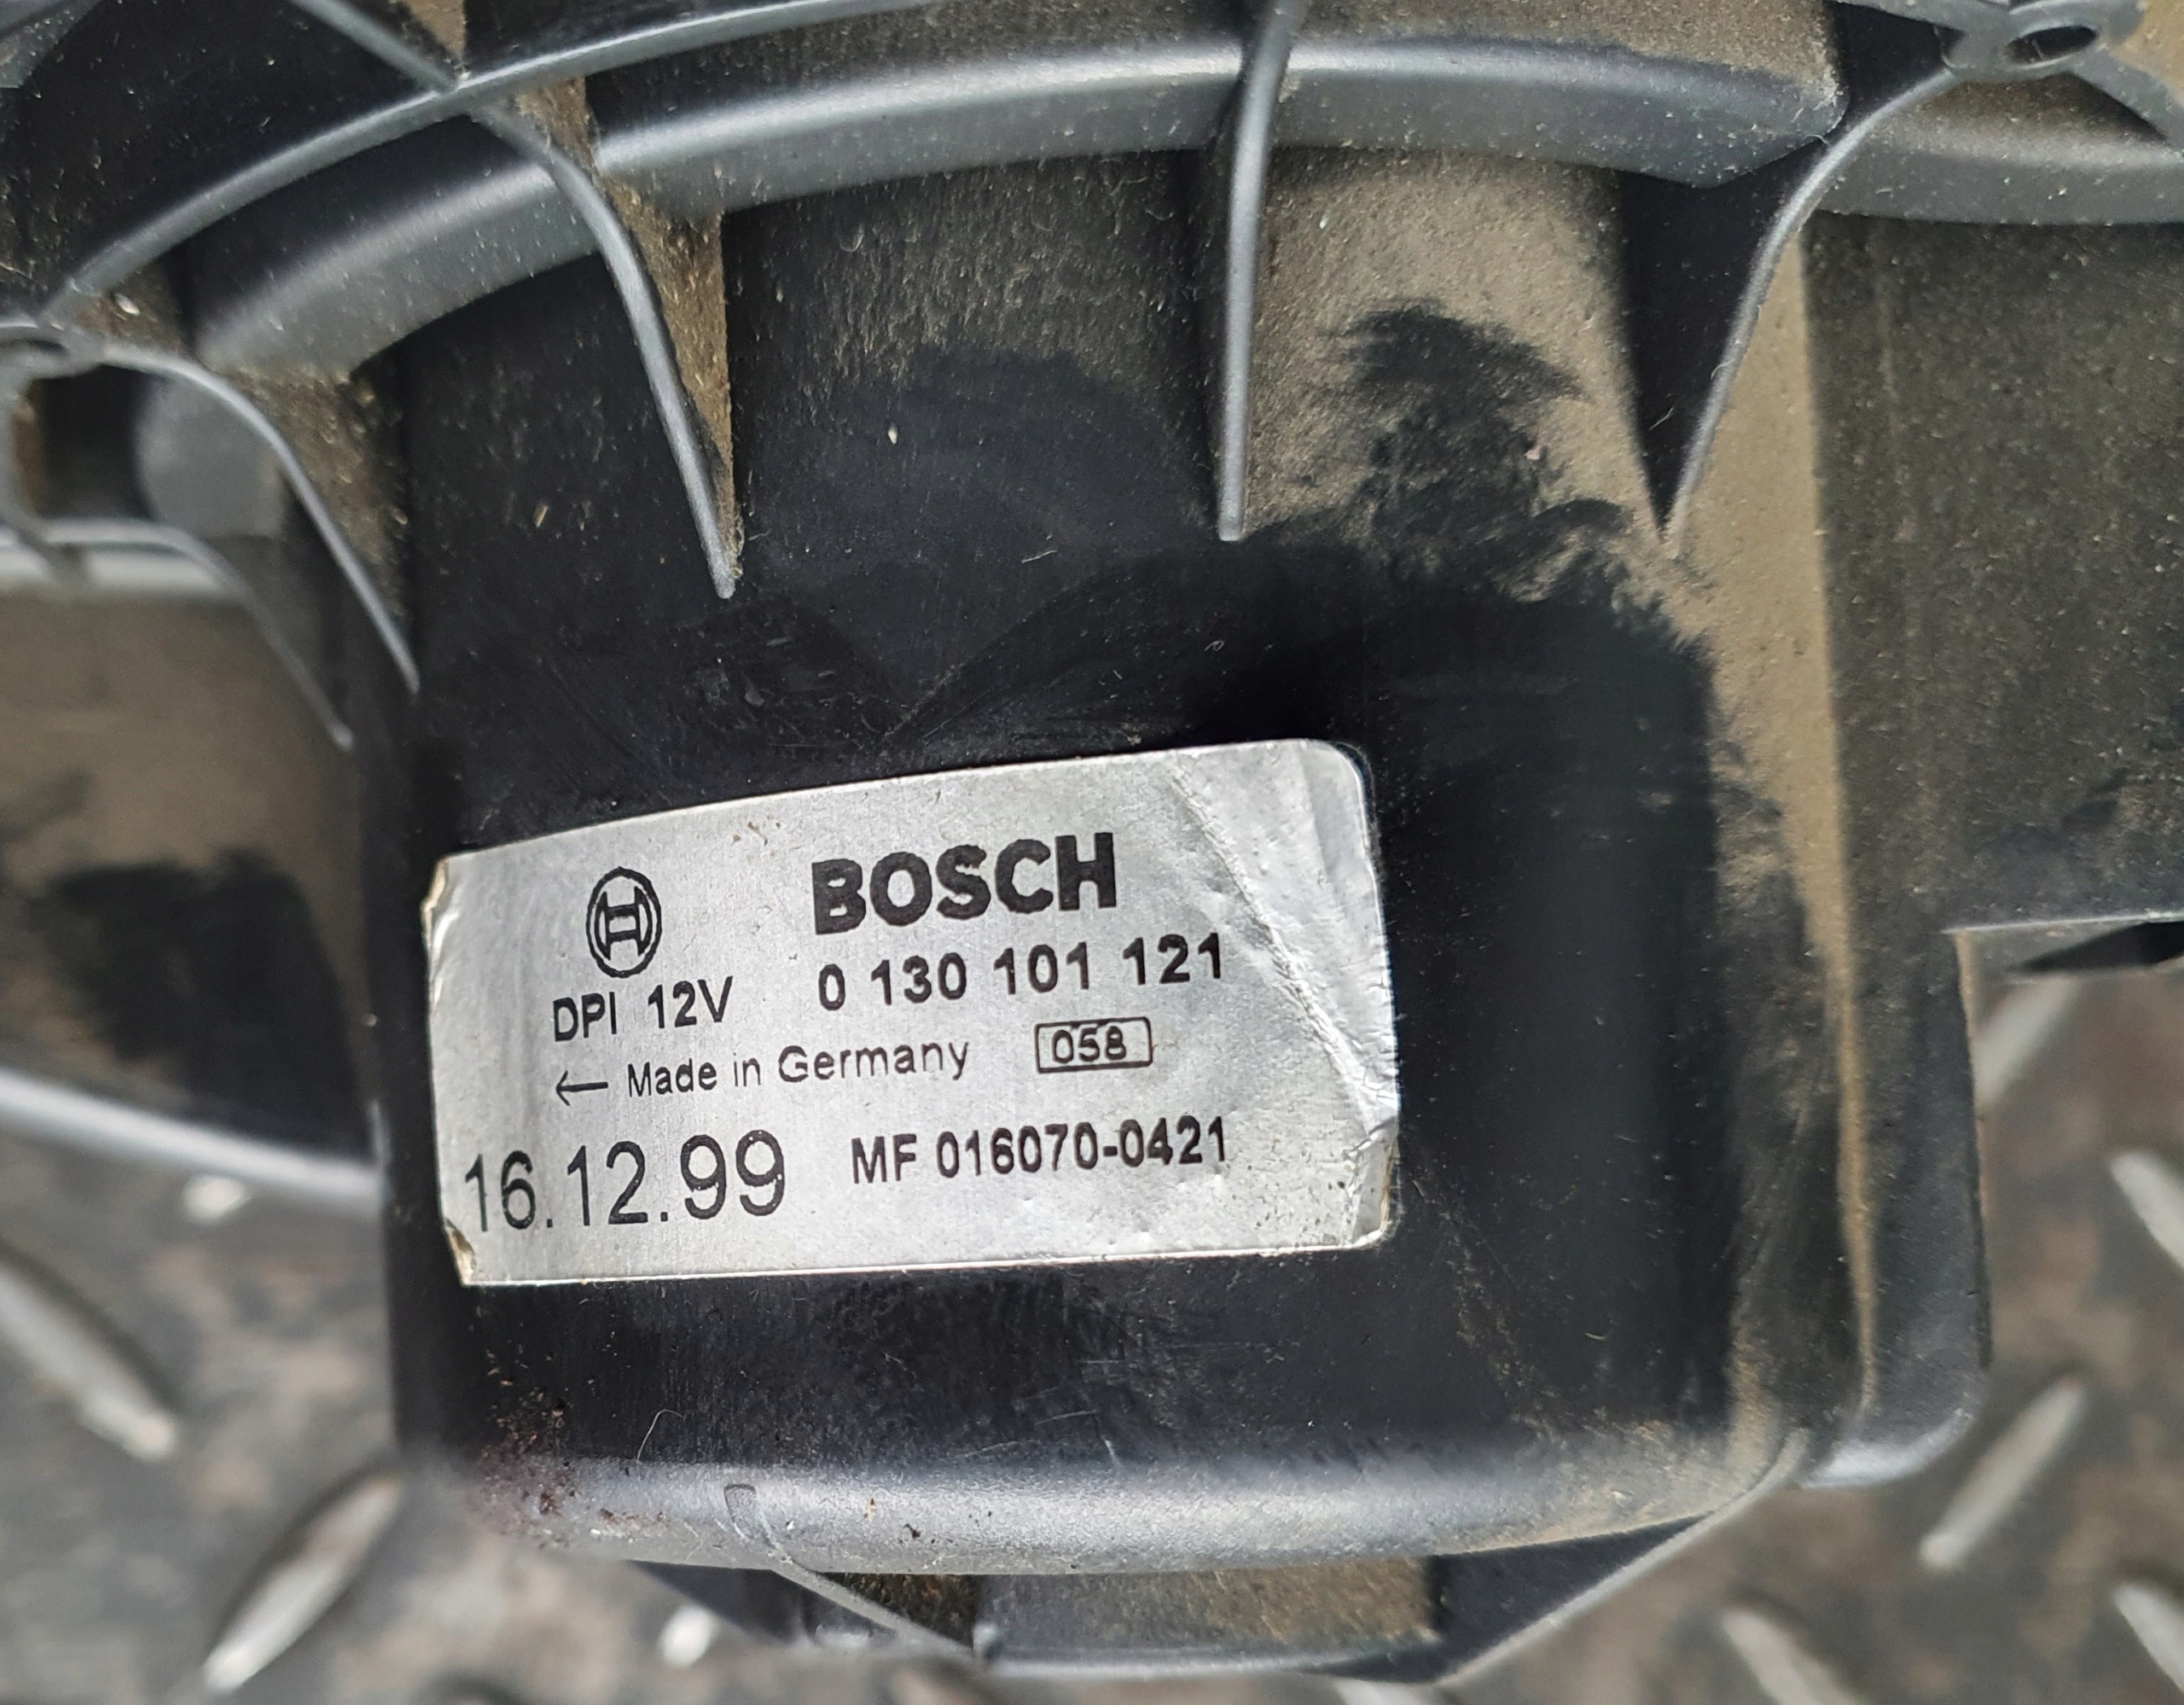 BOSCH
DPI 12V 0 130 101 121
← Made in Germany 058
16.12.99 MF 016070-0421